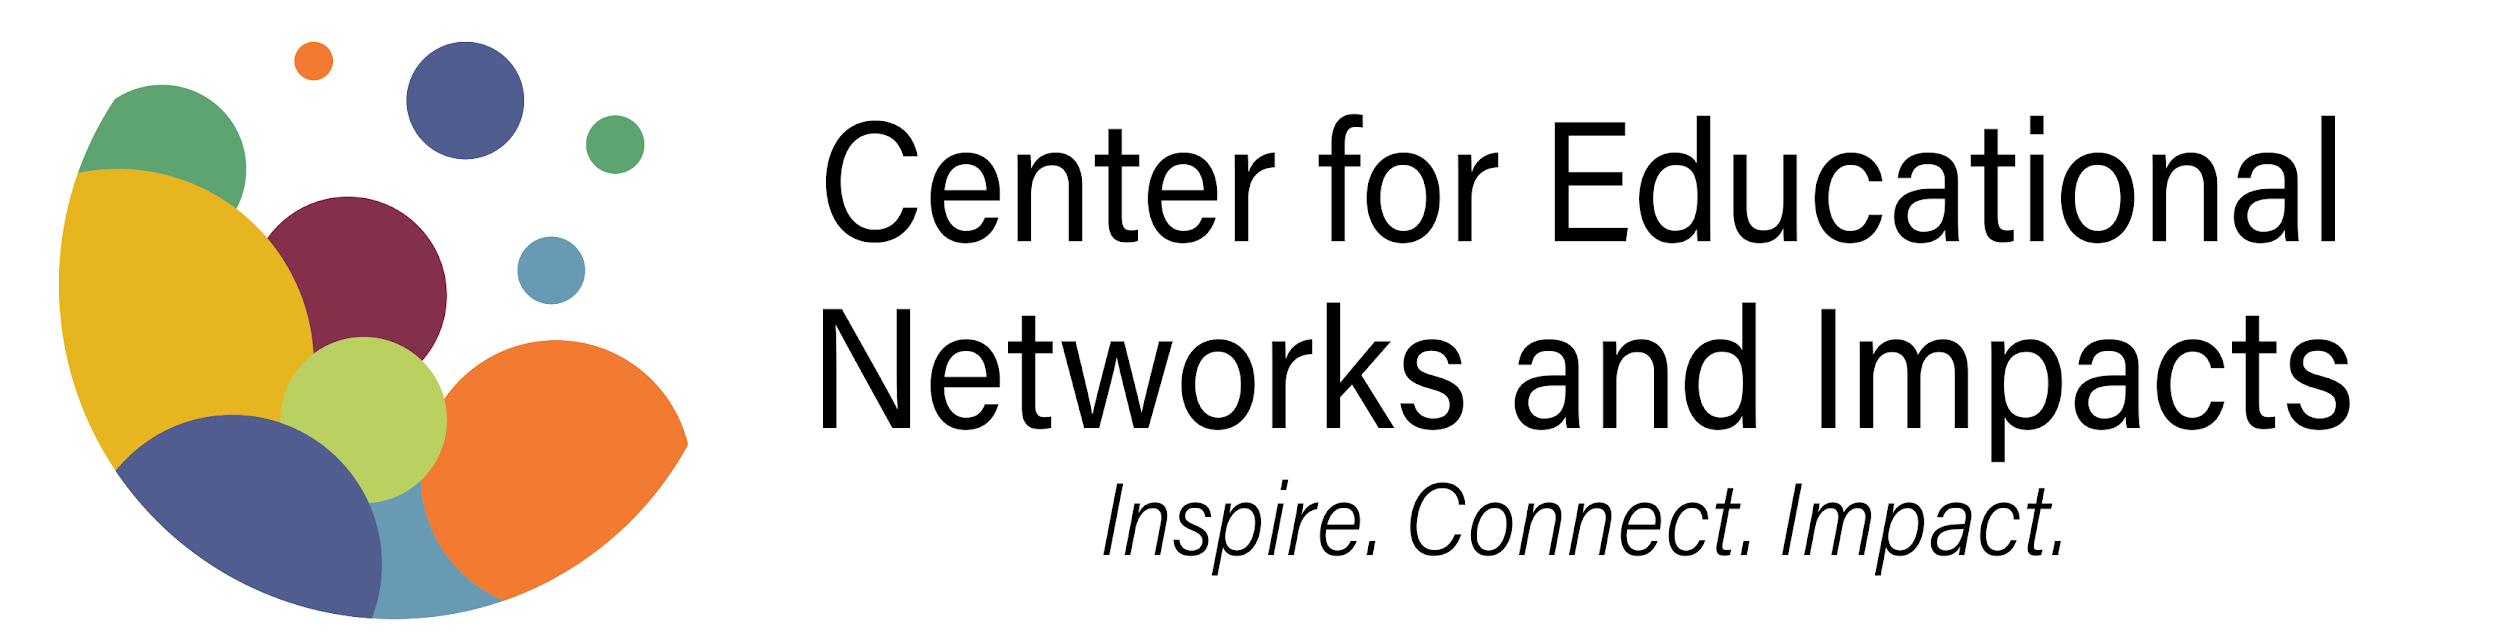 Center for Educational
Networks and Impacts
Inspire. Connect. Impact.